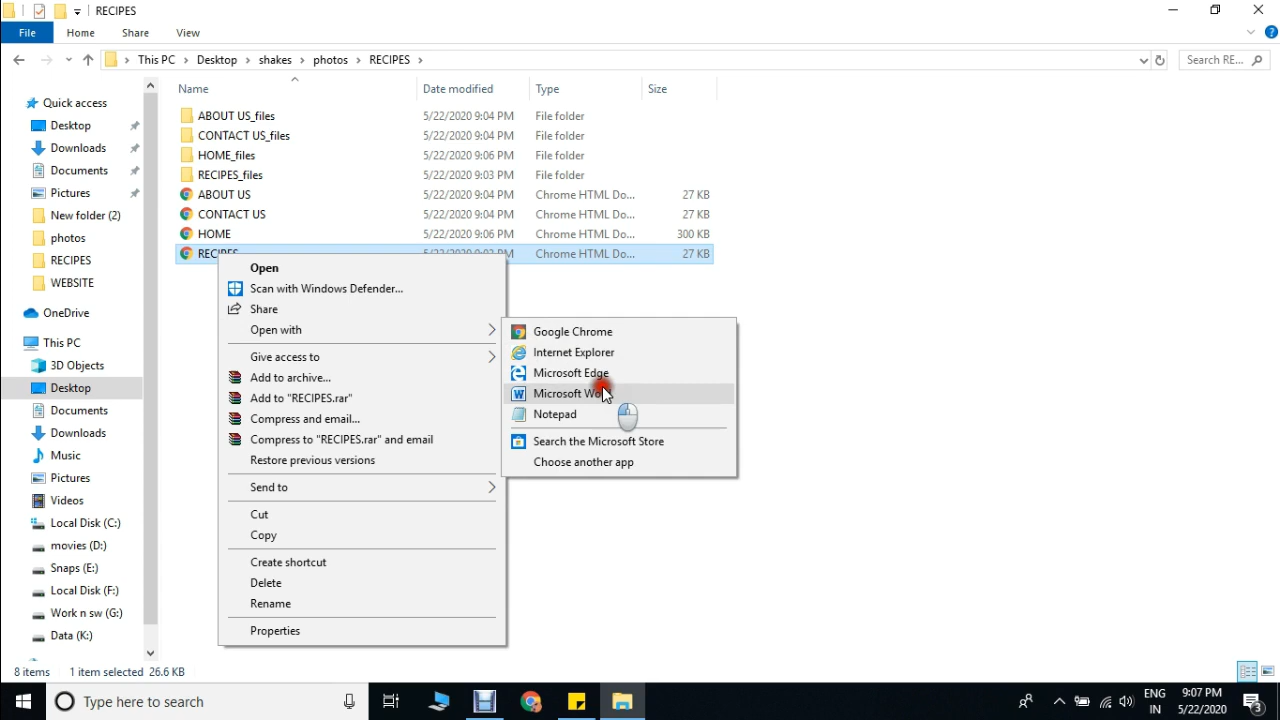 RECIPES
File Home Share View
This PC Desktop shakes photos RECIPES Search RE...
Name Date modified Type Size
Quick access
Desktop
Downloads
Documents
Pictures
New folder (2)
photos
RECIPES
WEBSITE
OneDrive
This PC
3D Objects
Desktop
Documents
Downloads
Music
Pictures
Videos
Local Disk (C:)
movies (D:)
Snaps (E:)
Local Disk (F:)
Work n sw (G:)
Data (K:)
ABOUT US_files 5/22/2020 9:04 PM File folder
CONTACT US_files 5/22/2020 9:04 PM File folder
HOME_files 5/22/2020 9:06 PM File folder
RECIPES_files 5/22/2020 9:03 PM File folder
ABOUT US 5/22/2020 9:04 PM Chrome HTML Do... 27 KB
CONTACT US 5/22/2020 9:04 PM Chrome HTML Do... 27 KB
HOME 5/22/2020 9:06 PM Chrome HTML Do... 300 KB
RECIPES 5/22/2020 9:03 PM Chrome HTML Do... 27 KB
Open
Scan with Windows Defender...
Share
Open with
Give access to
Add to archive...
Add to "RECIPES.rar"
Compress and email...
Compress to "RECIPES.rar" and email
Restore previous versions
Send to
Cut
Copy
Create shortcut
Delete
Rename
Properties
Google Chrome
Internet Explorer
Microsoft Edge
Microsoft Wo
Notepad
Search the Microsoft Store
Choose another app
8 items 1 item selected 26.6 KB
Type here to search
ENG 9:07 PM
IN 5/22/2020
3